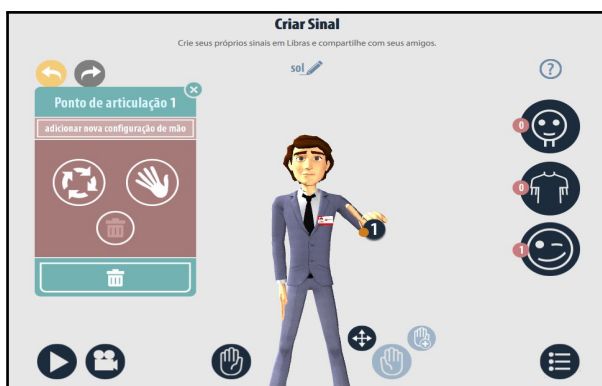 Criar Sinal
Crie seus próprios sinais em Libras e compartilhe com seus amigos.
sol
?
Ponto de articulação 1
adicionar nova configuração de mão
0
0
1
1